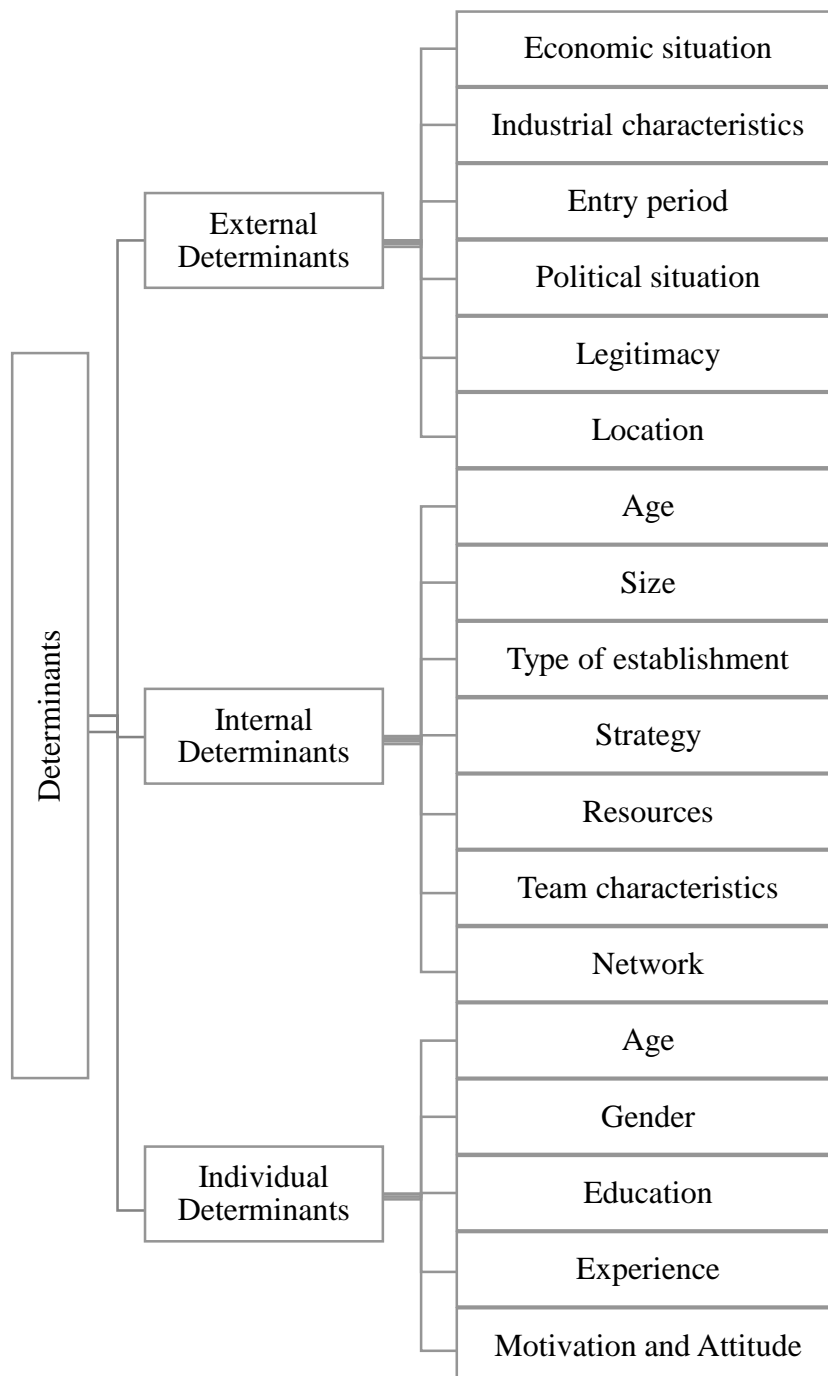 Determinants
External
Determinants
Economic situation
Industrial characteristics
Entry period
Political situation
Legitimacy
Location
Internal
Determinants
Age
Size
Type of establishment
Strategy
Resources
Team characteristics
Network
Individual
Determinants
Age
Gender
Education
Experience
Motivation and Attitude